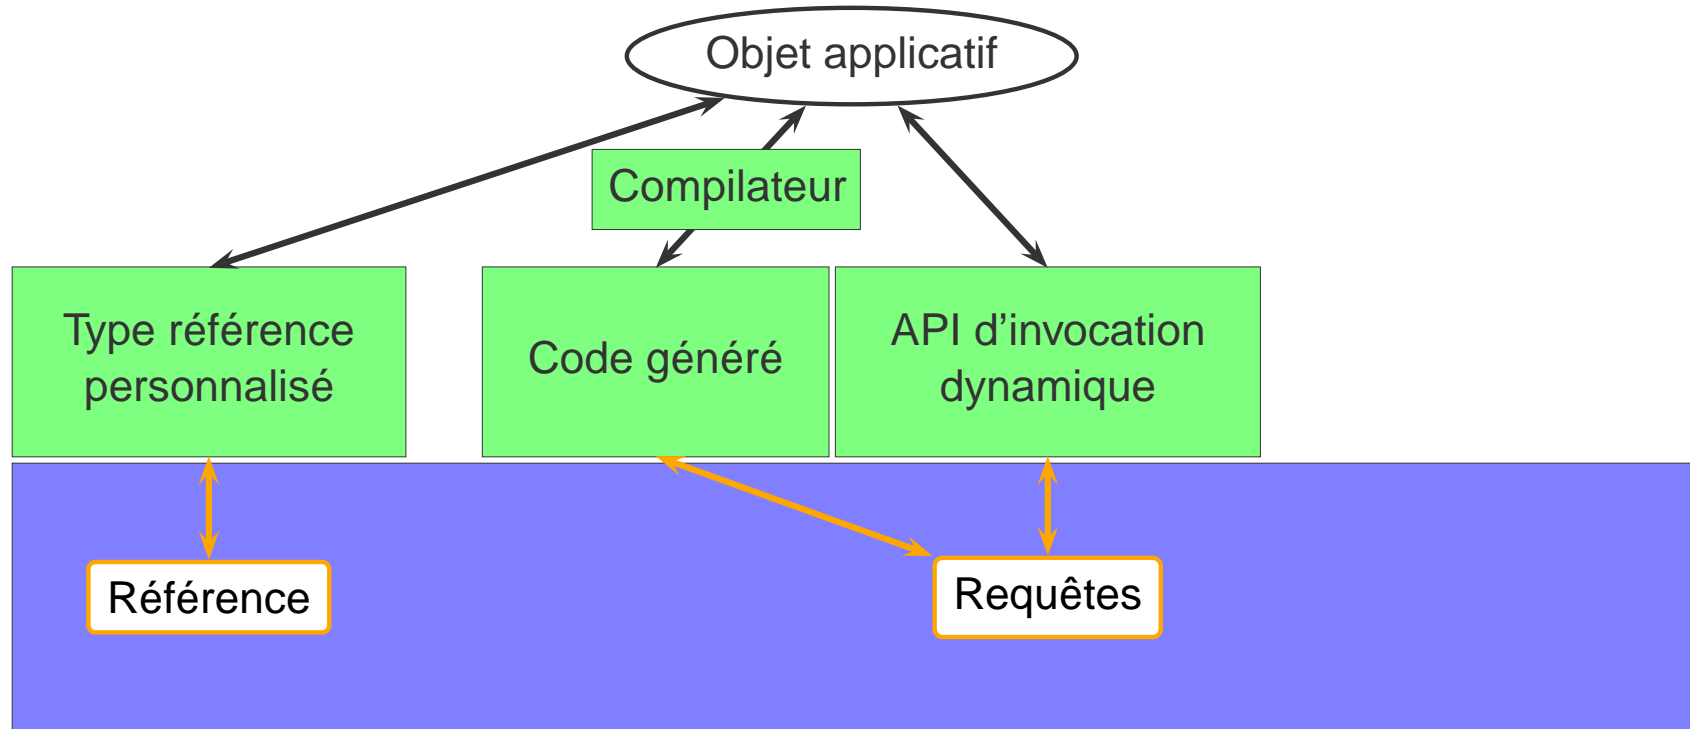 Objet applicatif
Compilateur
Type référence
personnalisé
Code généré
API d’invocation
dynamique
Référence
Requêtes